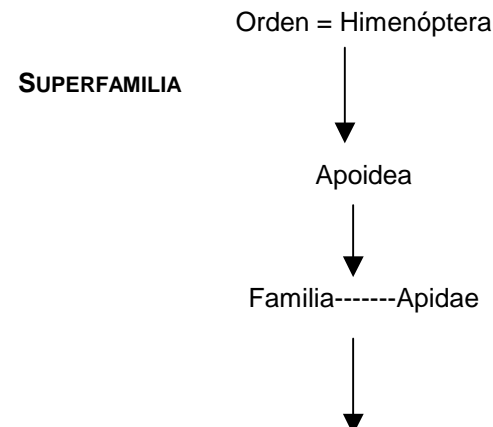 Orden = Himenóptera
SUPERFAMILIA
Apoidea
Familia-------Apidae